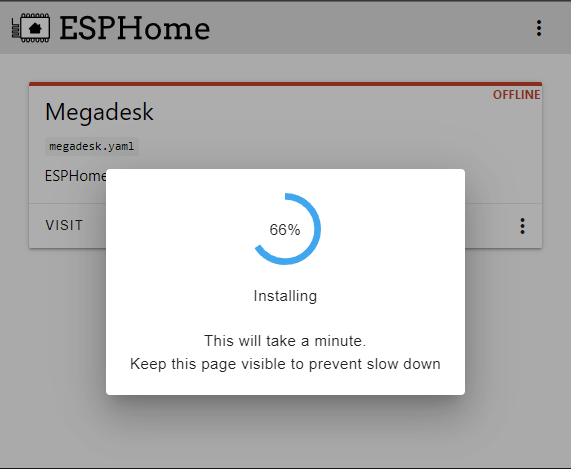 ESPHome
OFFLINE
Megadesk
megadesk.yaml
ESPHome
VISIT
66%
Installing
This will take a minute.
Keep this page visible to prevent slow down